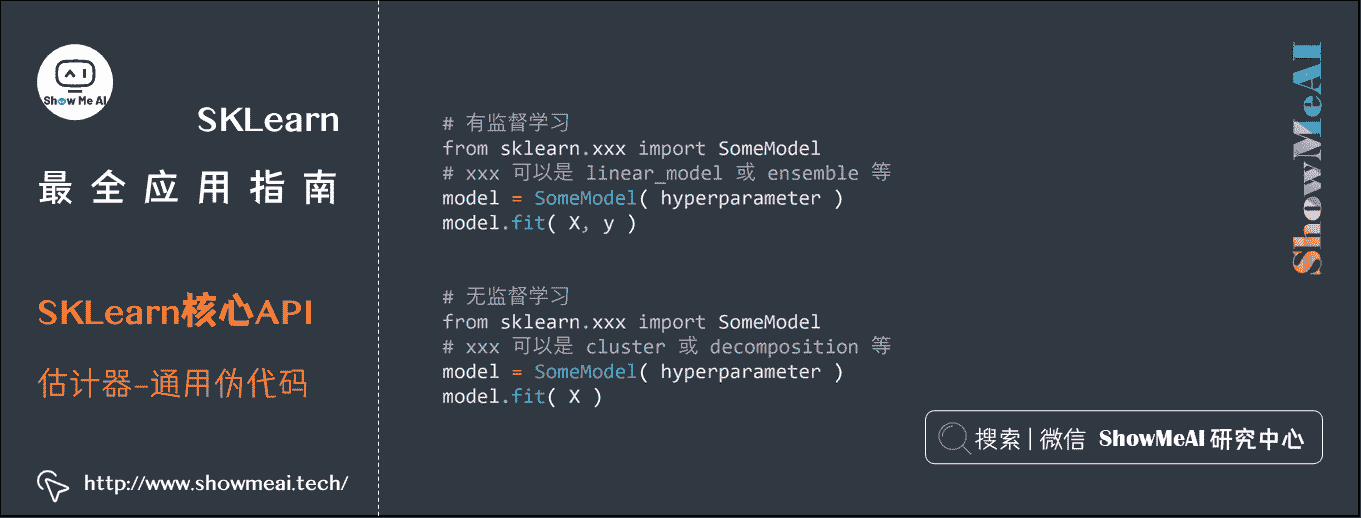 Show Me AI
SKLearn
最全应用指南
SKLearn核心API
估计器-通用伪代码
http://www.showmeai.tech/
# 有监督学习
from sklearn.xxx import SomeModel
# xxx 可以是 linear_model 或 ensemble 等
model = SomeModel( hyperparameter )
model.fit( X, y )
# 无监督学习
from sklearn.xxx import SomeModel
# xxx 可以是 cluster 或 decomposition 等
model = SomeModel( hyperparameter )
model.fit( X )
ShowMeAI
搜索 | 微信 ShowMeAI 研究中心